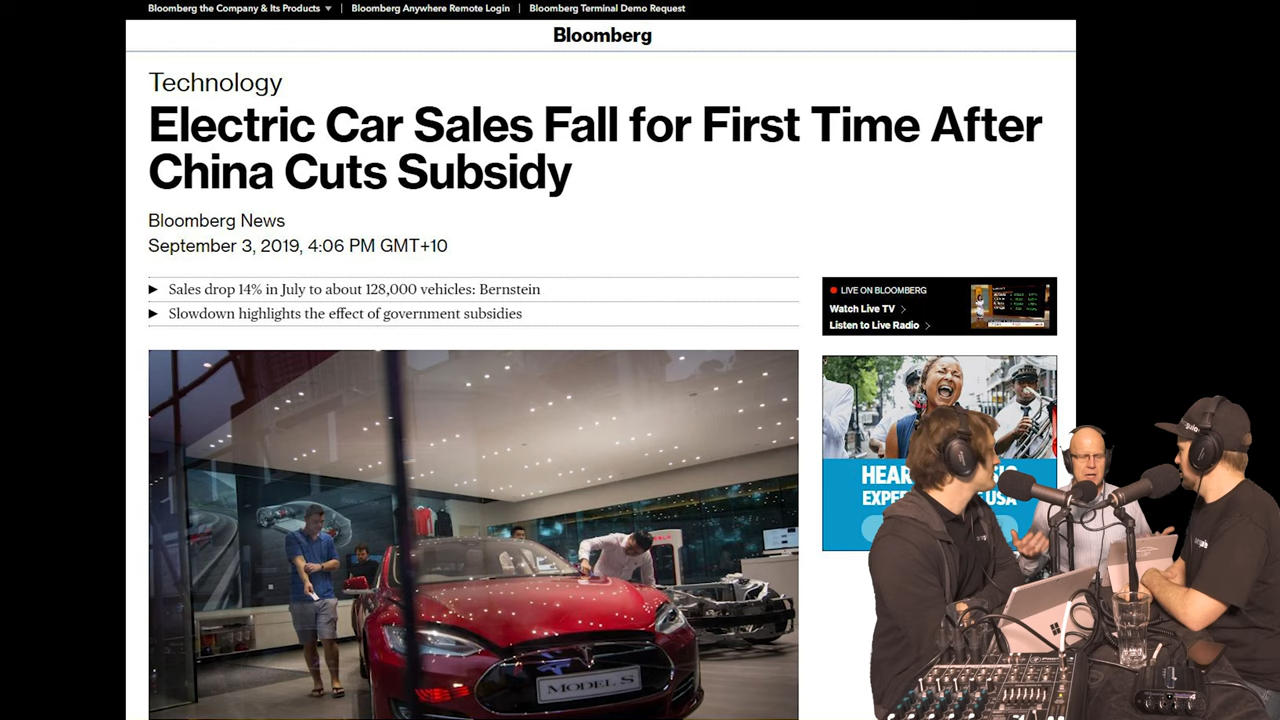 Bloomberg the Company & Its Products ▼ | Bloomberg Anywhere Remote Login | Bloomberg Terminal Demo Request
Bloomberg
Technology
Electric Car Sales Fall for First Time After
China Cuts Subsidy
Bloomberg News
September 3, 2019, 4:06 PM GMT+10
► Sales drop 14% in July to about 128,000 vehicles: Bernstein
► Slowdown highlights the effect of government subsidies
LIVE ON BLOOMBERG
Watch Live TV >
Listen to Live Radio >
MODEL S
HEAR
EXPE
USA